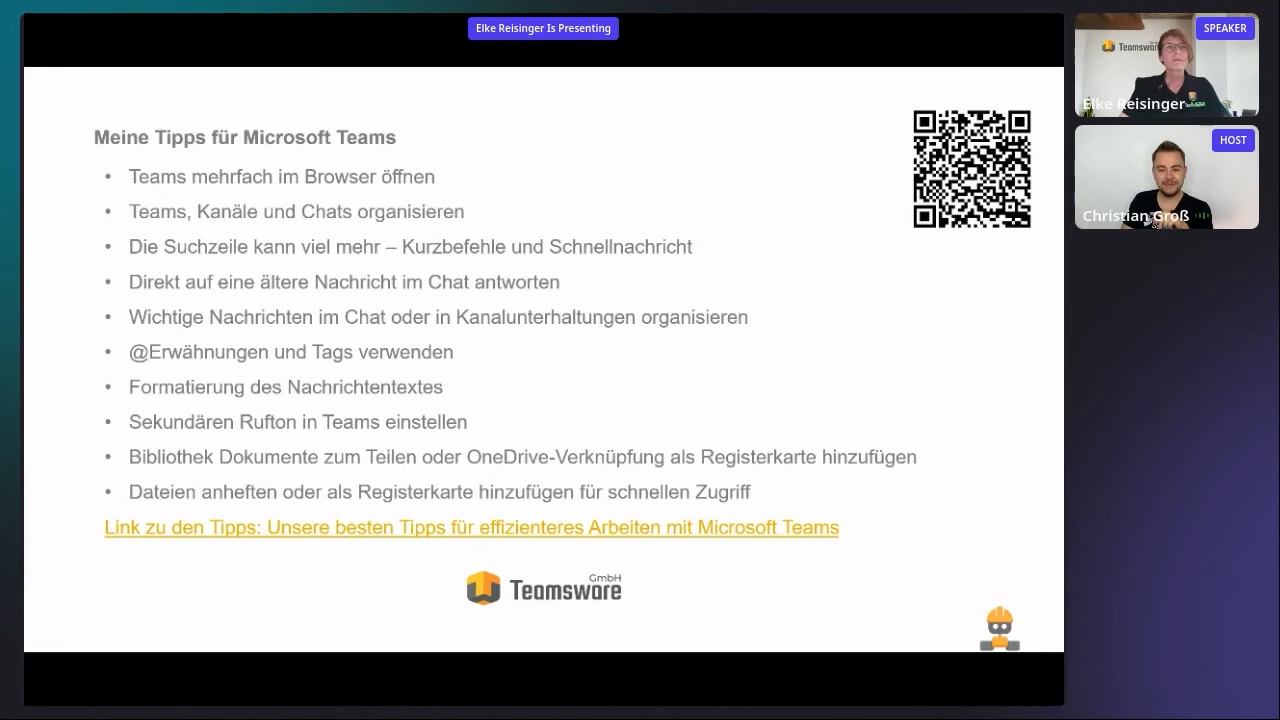 Elke Reisinger Is Presenting
SPEAKER
Teamsware
Elke Reisinger
HOST
Christian Groß
Meine Tipps für Microsoft Teams
• Teams mehrfach im Browser öffnen
• Teams, Kanäle und Chats organisieren
• Die Suchzeile kann viel mehr – Kurzbefehle und Schnellnachricht
• Direkt auf eine ältere Nachricht im Chat antworten
• Wichtige Nachrichten im Chat oder in Kanalunterhaltungen organisieren
• @Erwähnungen und Tags verwenden
• Formatierung des Nachrichtentextes
• Sekundären Rufton in Teams einstellen
• Bibliothek Dokumente zum Teilen oder OneDrive-Verknüpfung als Registerkarte hinzufügen
• Dateien anheften oder als Registerkarte hinzufügen für schnellen Zugriff
Link zu den Tipps: Unsere besten Tipps für effizienteres Arbeiten mit Microsoft Teams
GmbH
Teamsware